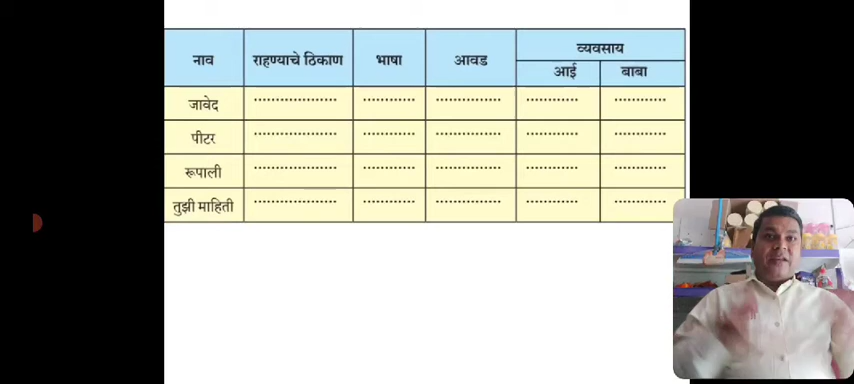 नाव राहण्याचे ठिकाण भाषा आवड व्यवसाय
आई बाबा
जावेद ................... ............ ............... ............ ............
पीटर ................... ............ ............... ............ ............
रूपाली ................... ............ ............... ............ ............
तुझी माहिती ................... ............ ............... ............ ............